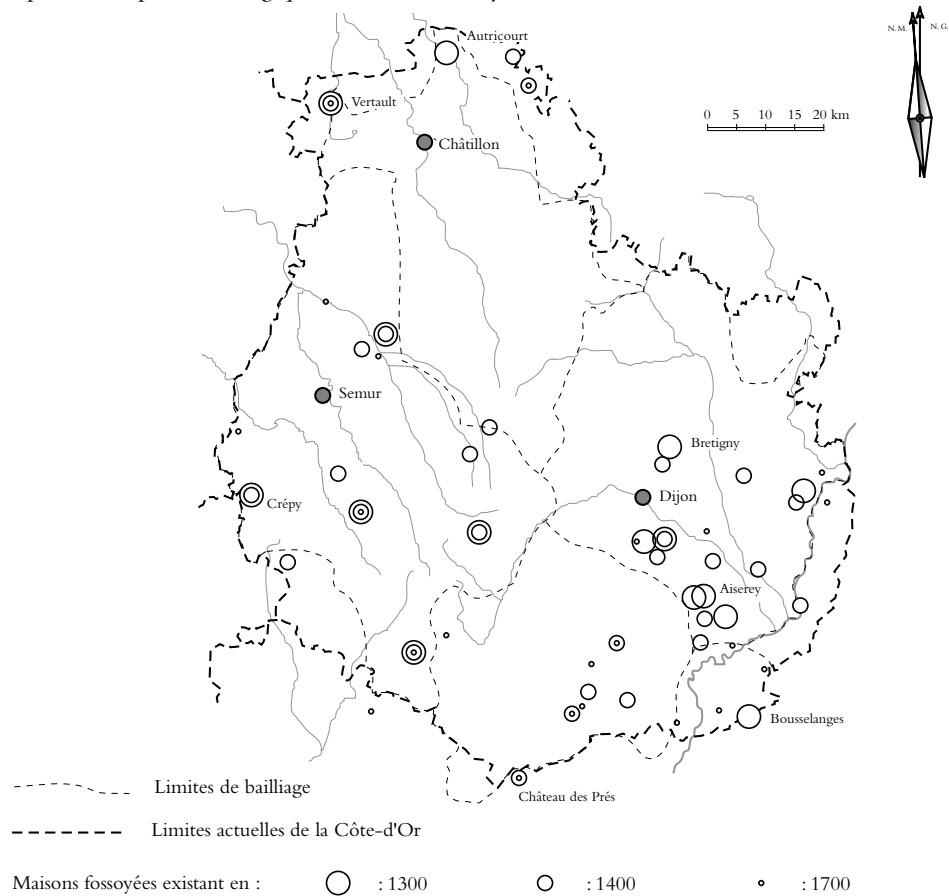 N. M.
N. G.
Autricourt
Vertault
0 5 10 15 20 km
Châtillon
Semur
Bretigny
Dijon
Crépy
Aiserey
Bousselanges
Château des Prés
Limites de bailliage
Limites actuelles de la Côte-d'Or
Maisons fossoyées existant en : : 1300 : 1400 : 1700